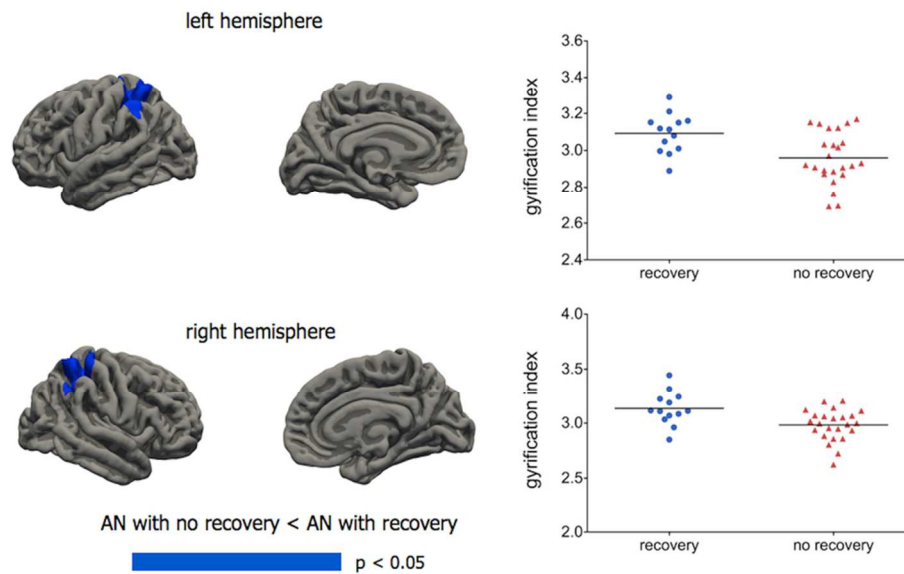 left hemisphere
3.6
3.4
3.2
3.0
2.8
2.6
2.4
gyrification index
recovery
no recovery
right hemisphere
4.0
3.5
3.0
2.5
2.0
gyrification index
recovery
no recovery
AN with no recovery < AN with recovery
p < 0.05